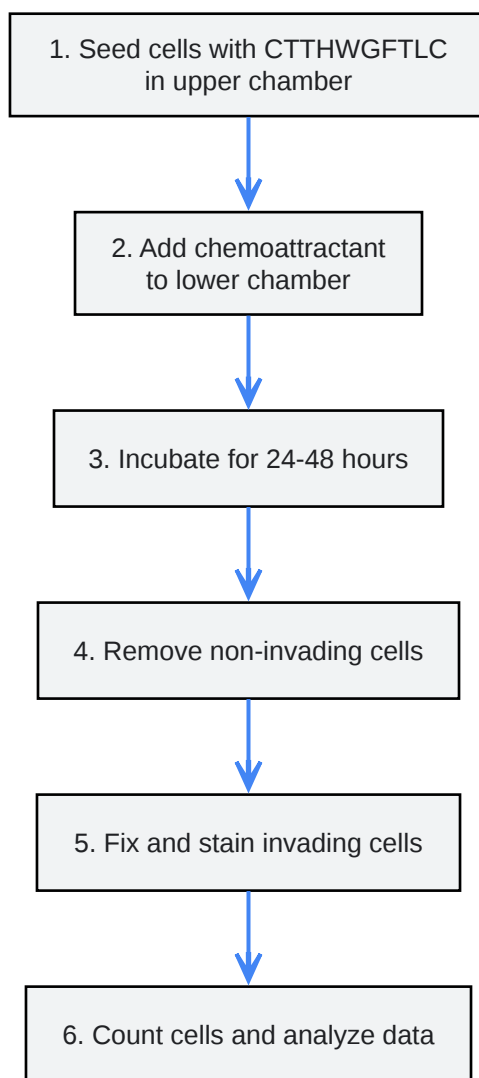 1. Seed cells with CTTHWGFTLC
in upper chamber
2. Add chemoattractant
to lower chamber
3. Incubate for 24-48 hours
4. Remove non-invading cells
5. Fix and stain invading cells
6. Count cells and analyze data